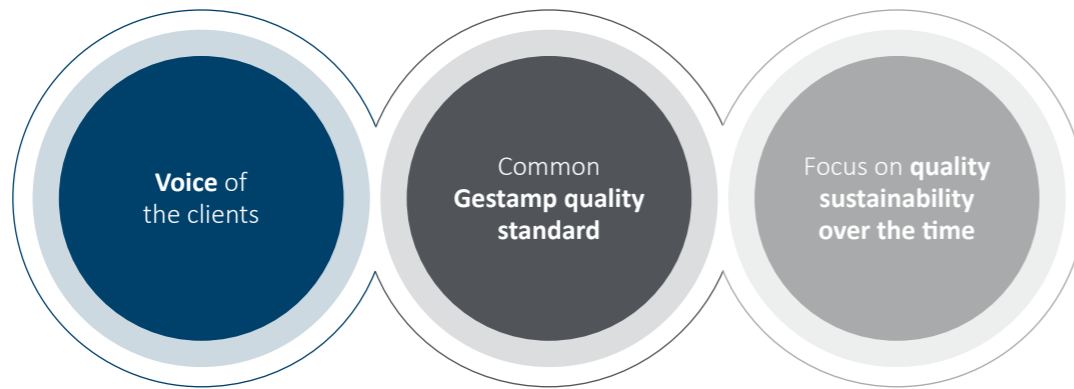 Voice of
the clients
Common
Gestamp quality
standard
Focus on quality
sustainability
over the time